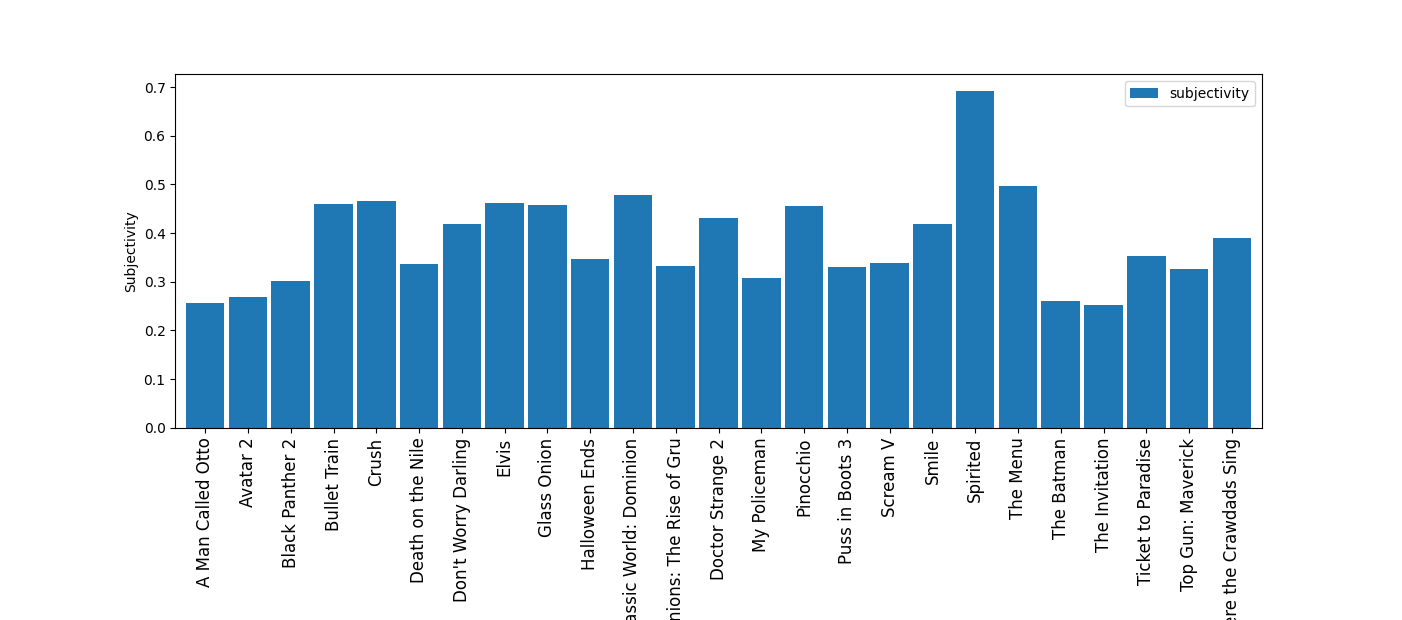 subjectivity
Subjectivity
0.7
0.6
0.5
0.4
0.3
0.2
0.1
0.0
A Man Called Otto
Avatar 2
Black Panther 2
Bullet Train
Crush
Death on the Nile
Don't Worry Darling
Elvis
Glass Onion
Halloween Ends
assic World: Dominion
nions: The Rise of Gru
Doctor Strange 2
My Policeman
Pinocchio
Puss in Boots 3
Scream V
Smile
Spirited
The Menu
The Batman
The Invitation
Ticket to Paradise
Top Gun: Maverick
ere the Crawdads Sing